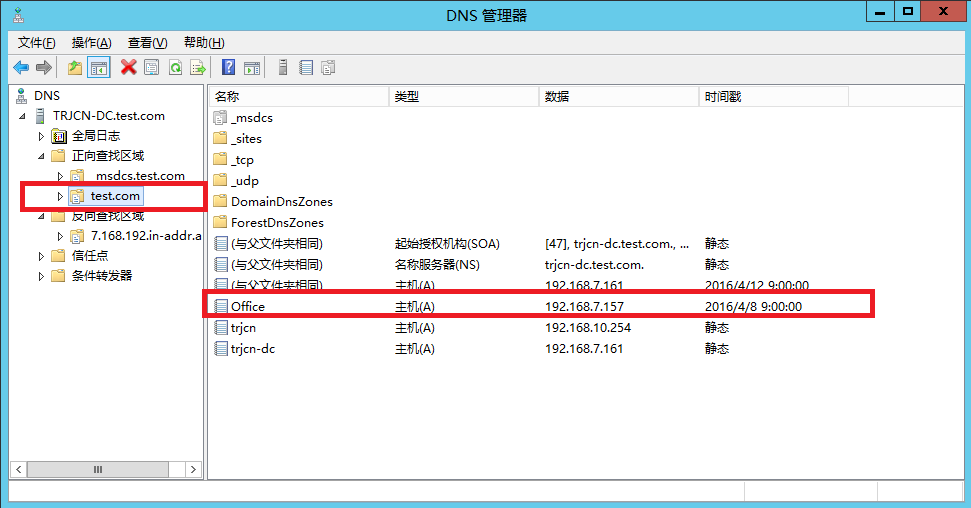 DNS 管理器
文件(F) 操作(A) 查看(V) 帮助(H)
DNS
TRJCN-DC.test.com
全局日志
正向查找区域
_msdcs.test.com
test.com
反向查找区域
7.168.192.in-addr.a
信任点
条件转发器
名称 类型 数据 时间戳
_msdcs
_sites
_tcp
_udp
DomainDnsZones
ForestDnsZones
(与父文件夹相同) 起始授权机构(SOA) [47], trjcn-dc.test.com., ... 静态
(与父文件夹相同) 名称服务器(NS) trjcn-dc.test.com. 静态
(与父文件夹相同) 主机(A) 192.168.7.161 2016/4/12 9:00:00
Office 主机(A) 192.168.7.157 2016/4/8 9:00:00
trjcn 主机(A) 192.168.10.254 静态
trjcn-dc 主机(A) 192.168.7.161 静态